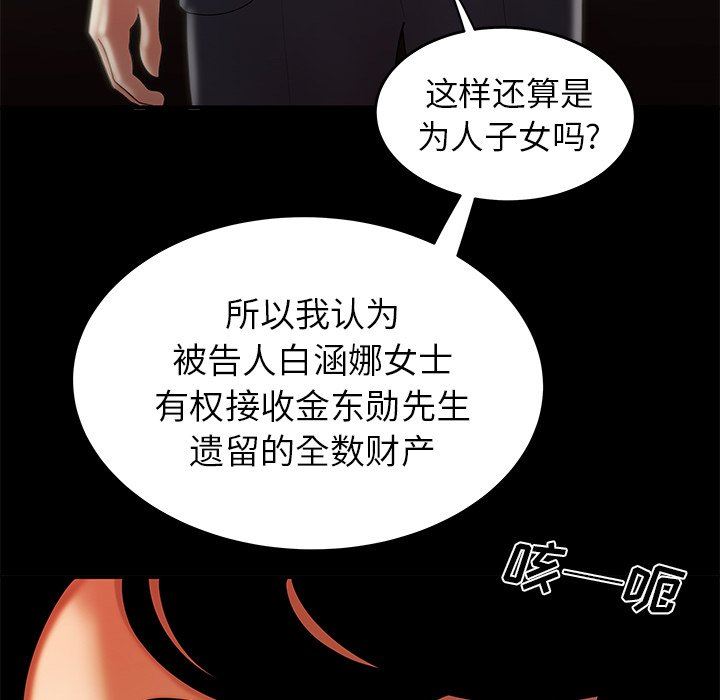 这样还算是
为人子女吗?
所以我认为
被告人白涵娜女士
有权接收金东勋先生
遗留的全数财产
咳一呃